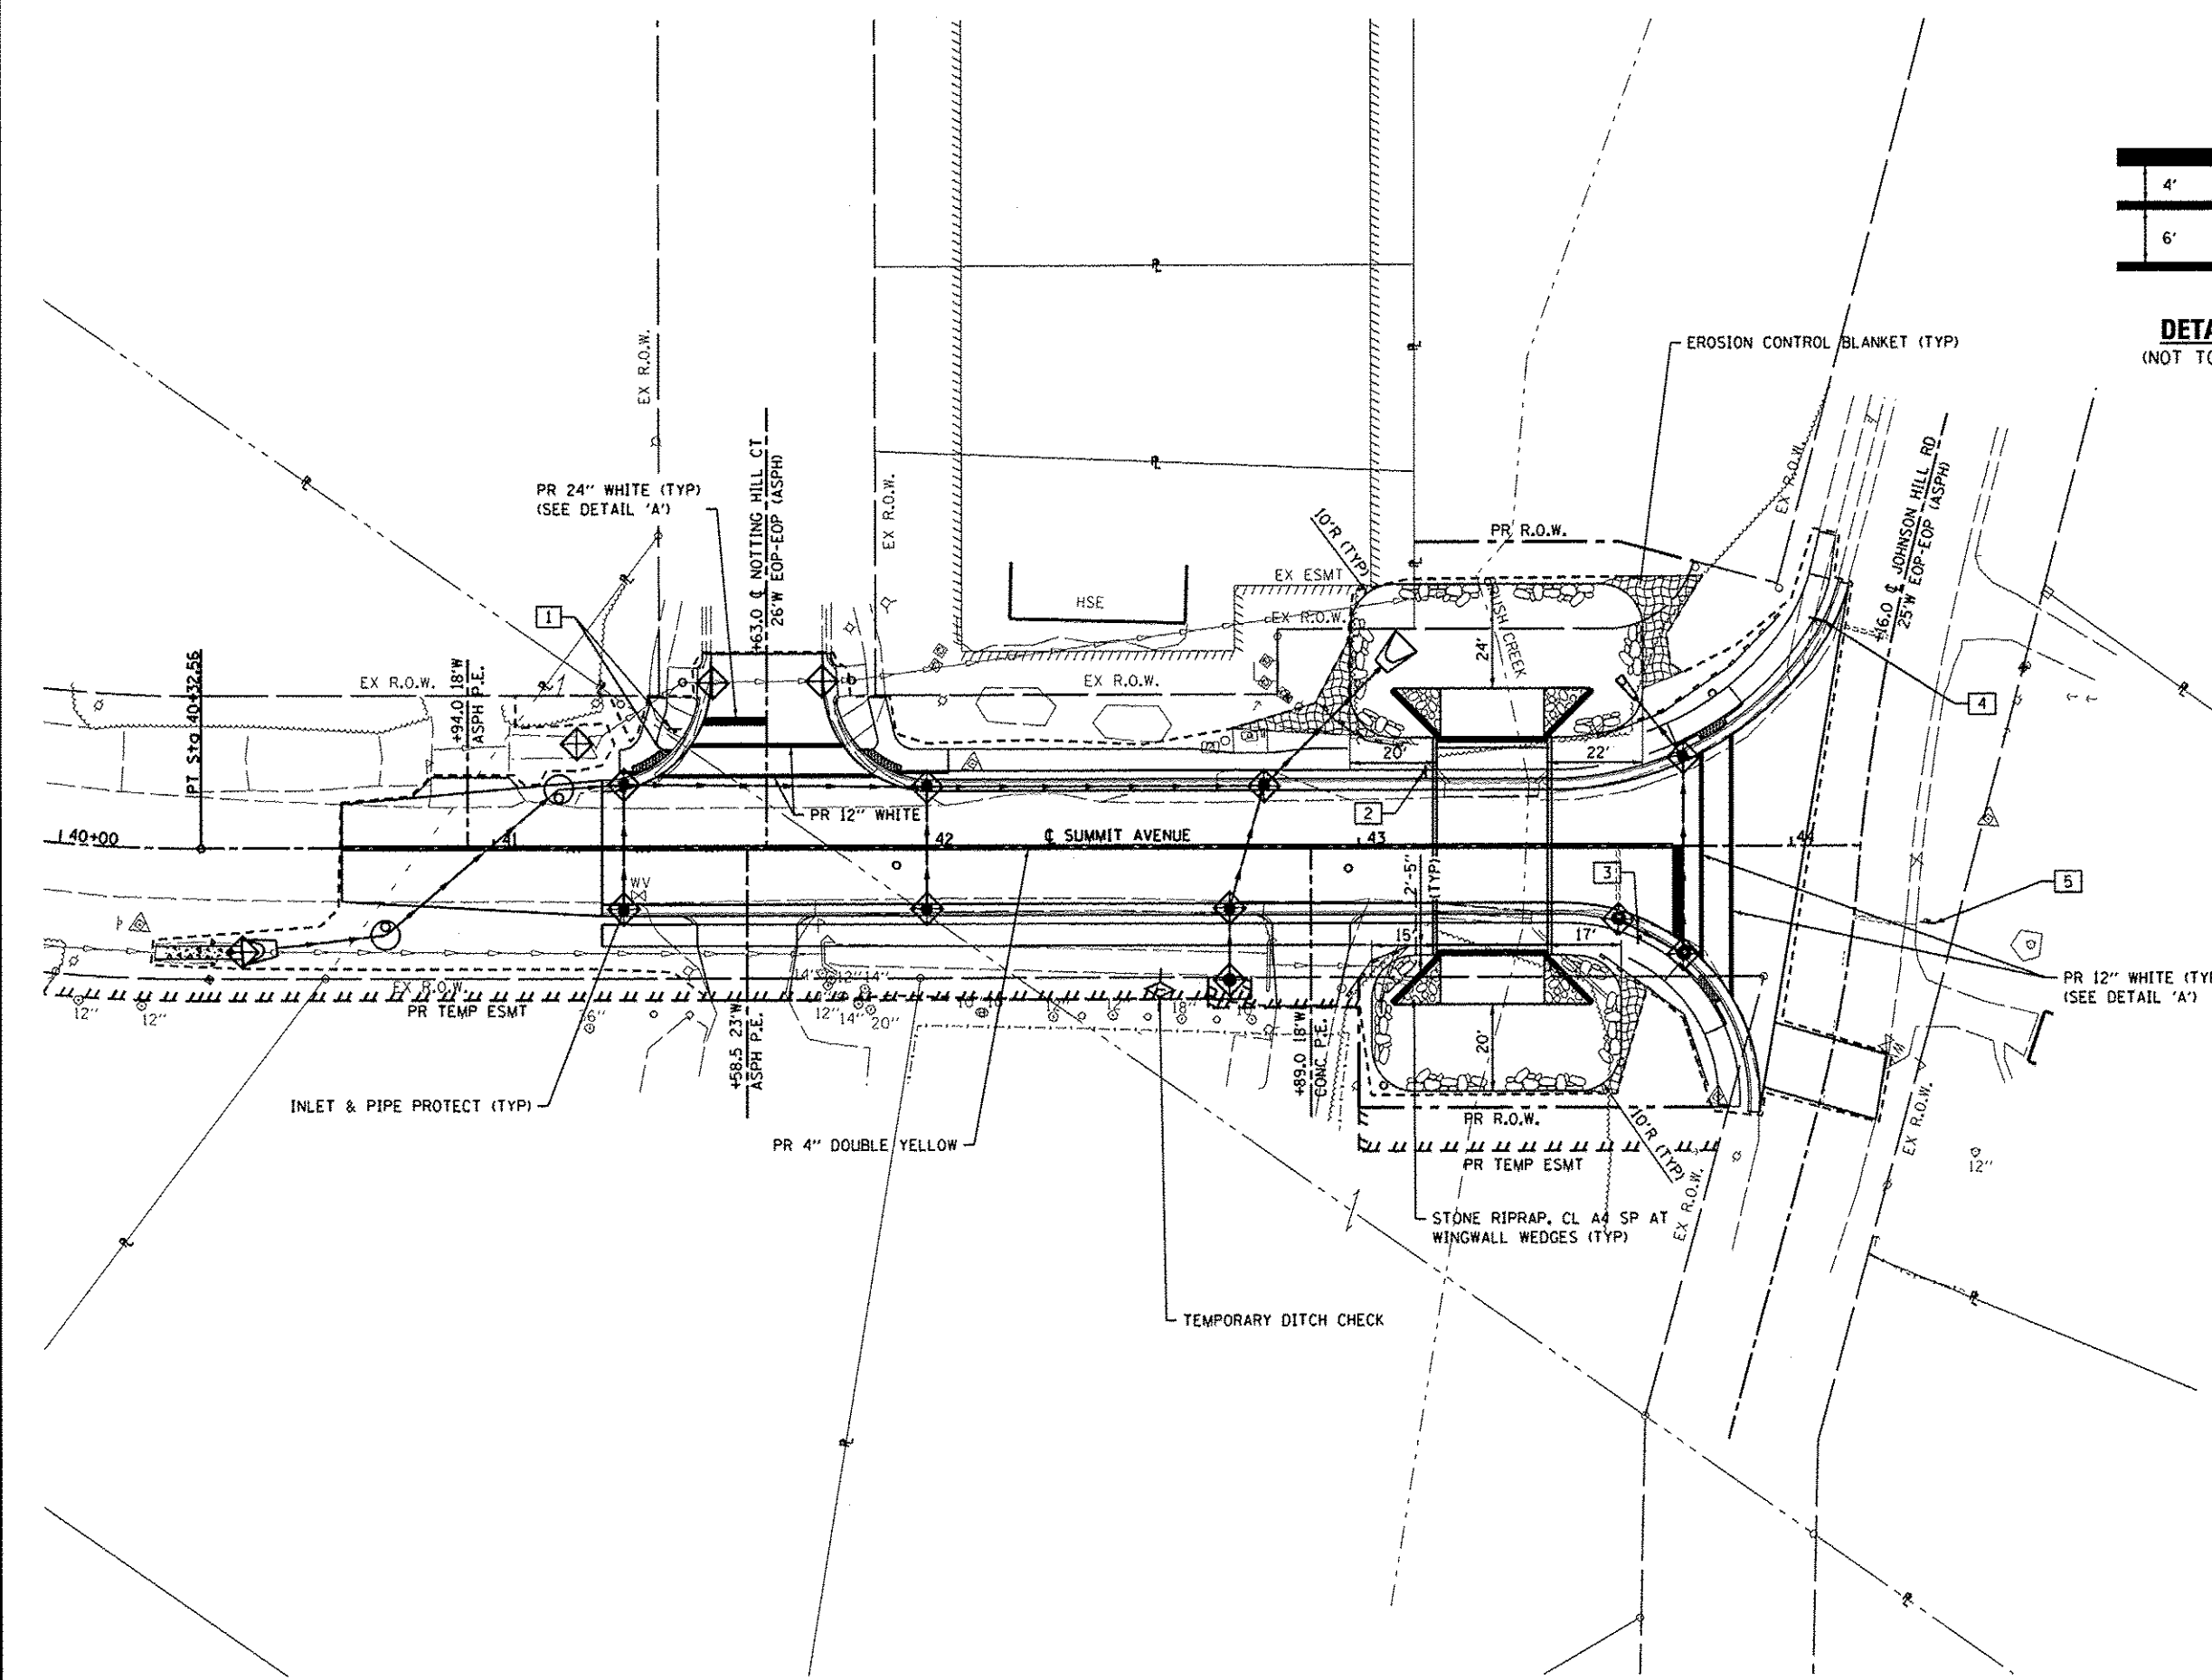 4'
6'
DETA
(NOT TO
EROSION CONTROL BLANKET (TYP)
EX R.O.W.
PR 24" WHITE (TYP)
(SEE DETAIL 'A')
+63.0 ℄ NOTTING HILL CT
26'W EOP-EOP (ASPH)
EX R.O.W.
10'R (TYP)
PR R.O.W.
EX R.O.W.
+16.0 ℄ JOHNSON HILL RD
25'W EOP-EOP (ASPH)
EX ESMT
HSE
EX R.O.W.
1
24'
RUSH CREEK
PT Sta 40+32.56
EX R.O.W.
+94.0 18'W
ASPH P.E.
EX R.O.W.
4
20'
22'
2
PR 12" WHITE
40+00
41
42
℄ SUMMIT AVENUE
43
44
WV
2'-5"
(TYP)
3
5
15'
17'
14"
12"
14"
EX R.O.W.
PR TEMP ESMT
12"
12"
36"
12"
14"
20"
18"
PR 12" WHITE (TY
(SEE DETAIL 'A')
+58.5 23'W
ASPH P.E.
+89.0 18'W
CONC P.E.
20'
INLET & PIPE PROTECT (TYP)
PR 4" DOUBLE YELLOW
PR R.O.W.
10'R (TYP)
PR TEMP ESMT
EX R.O.W.
EX R.O.W.
12"
STONE RIPRAP, CL A4 SP AT
WINGWALL WEDGES (TYP)
TEMPORARY DITCH CHECK